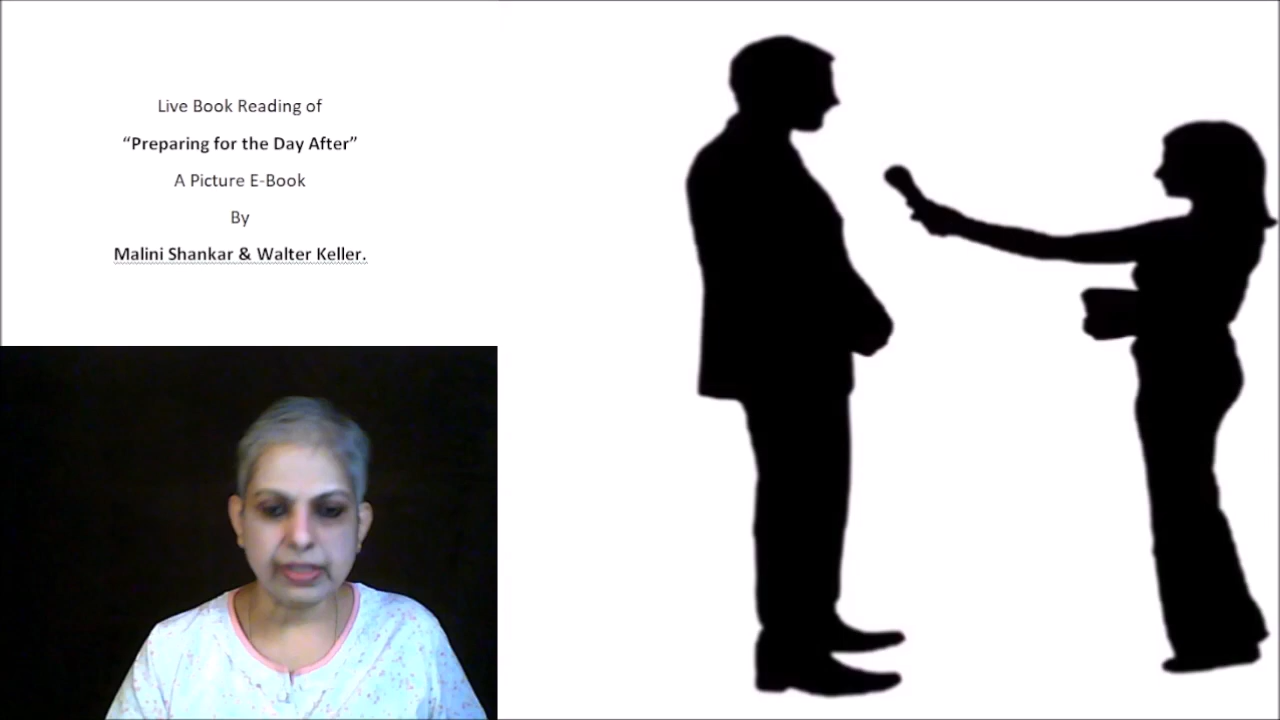 Live Book Reading of
“Preparing for the Day After”
A Picture E-Book
By
Malini Shankar & Walter Keller.